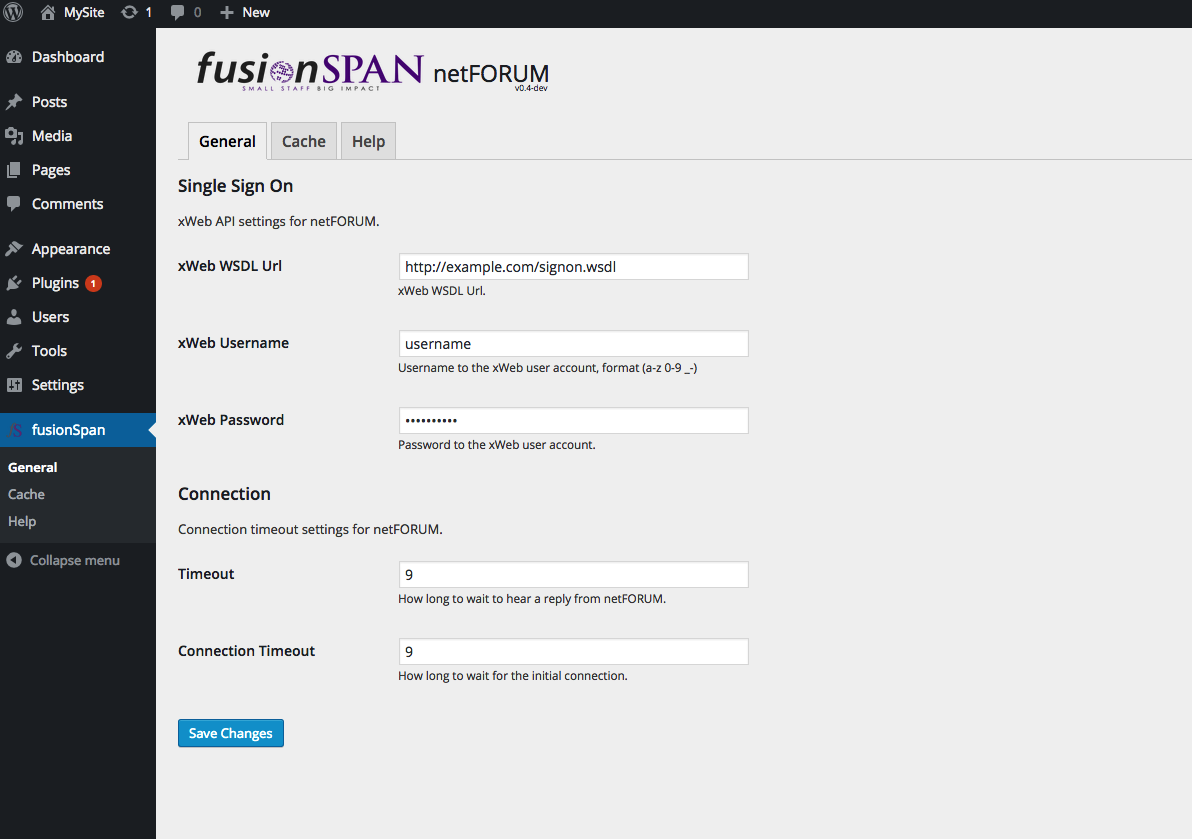 MySite 1 0 New
Dashboard
Posts
Media
Pages
Comments
Appearance
Plugins 1
Users
Tools
Settings
fusionSpan
General
Cache
Help
Collapse menu
fusionSPAN netFORUM
SMALL STAFF BIG IMPACT v0.4-dev
General Cache Help
Single Sign On
xWeb API settings for netFORUM.
xWeb WSDL Url http://example.com/signon.wsdl
xWeb WSDL Url.
xWeb Username username
Username to the xWeb user account, format (a-z 0-9 _-)
xWeb Password ••••••••••
Password to the xWeb user account.
Connection
Connection timeout settings for netFORUM.
Timeout 9
How long to wait to hear a reply from netFORUM.
Connection Timeout 9
How long to wait for the initial connection.
Save Changes